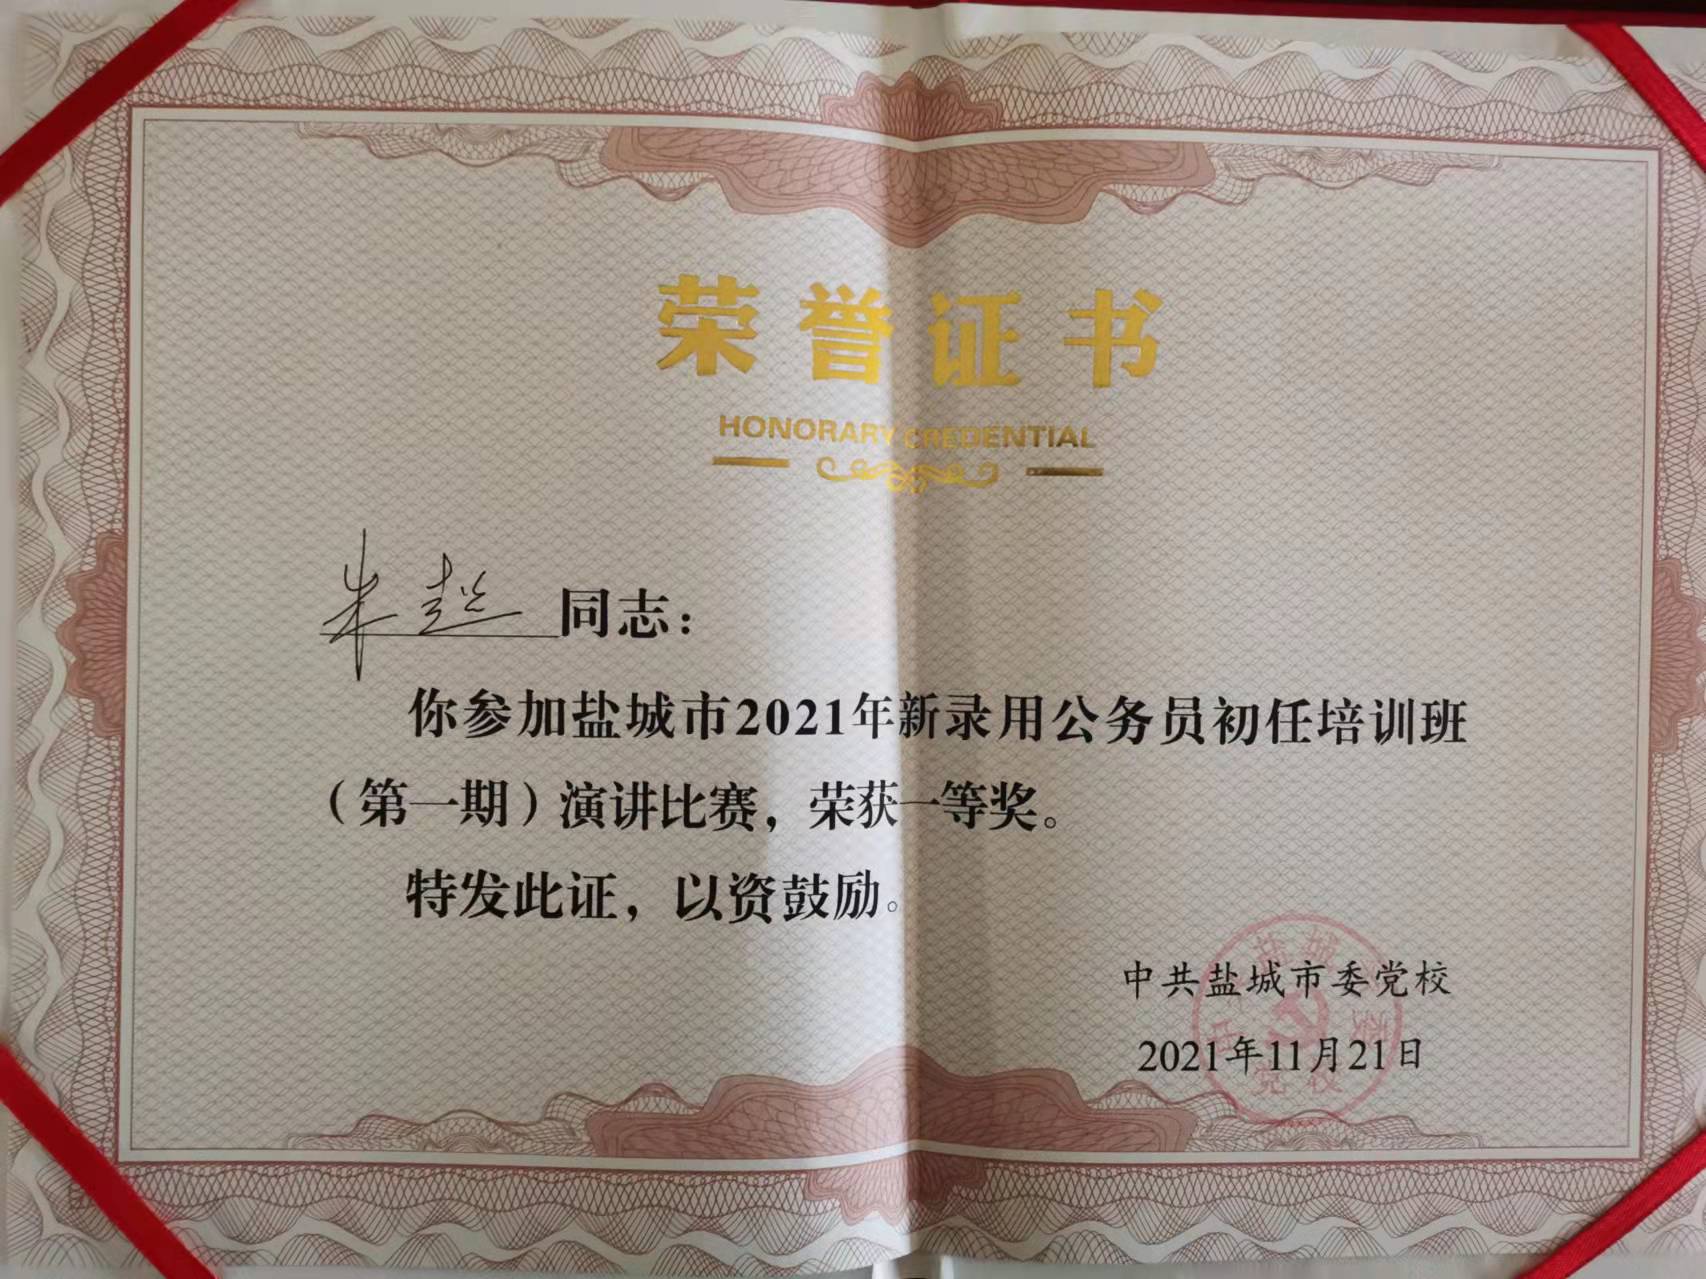 荣誉证书
HONORARY CREDENTIAL
朱超同志：
你参加盐城市2021年新录用公务员初任培训班
（第一期）演讲比赛，荣获一等奖。
特发此证，以资鼓励。
中共盐城市委党校
2021年11月21日